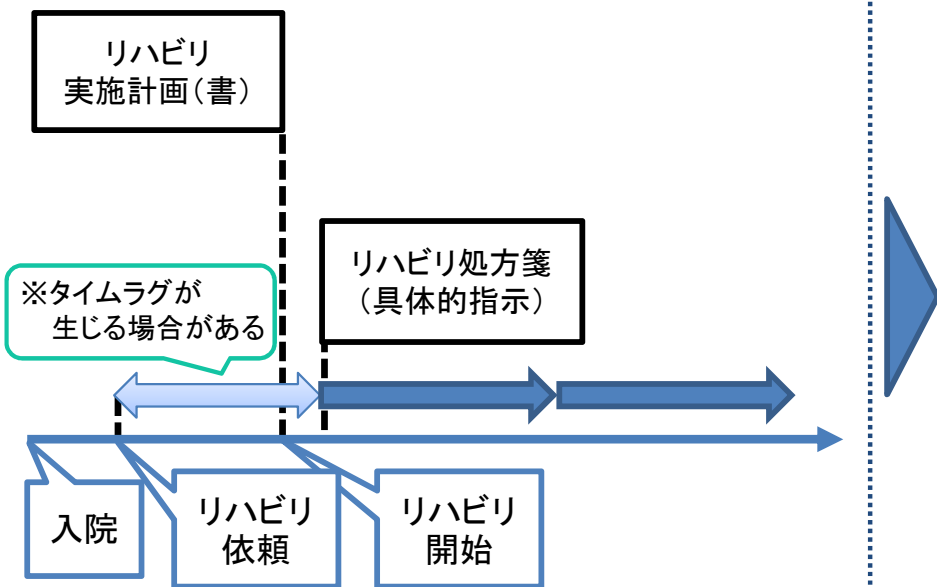 リハビリ
実施計画(書)
リハビリ処方箋
(具体的指示)
※タイムラグが
生じる場合がある
入院
リハビリ
依頼
リハビリ
開始